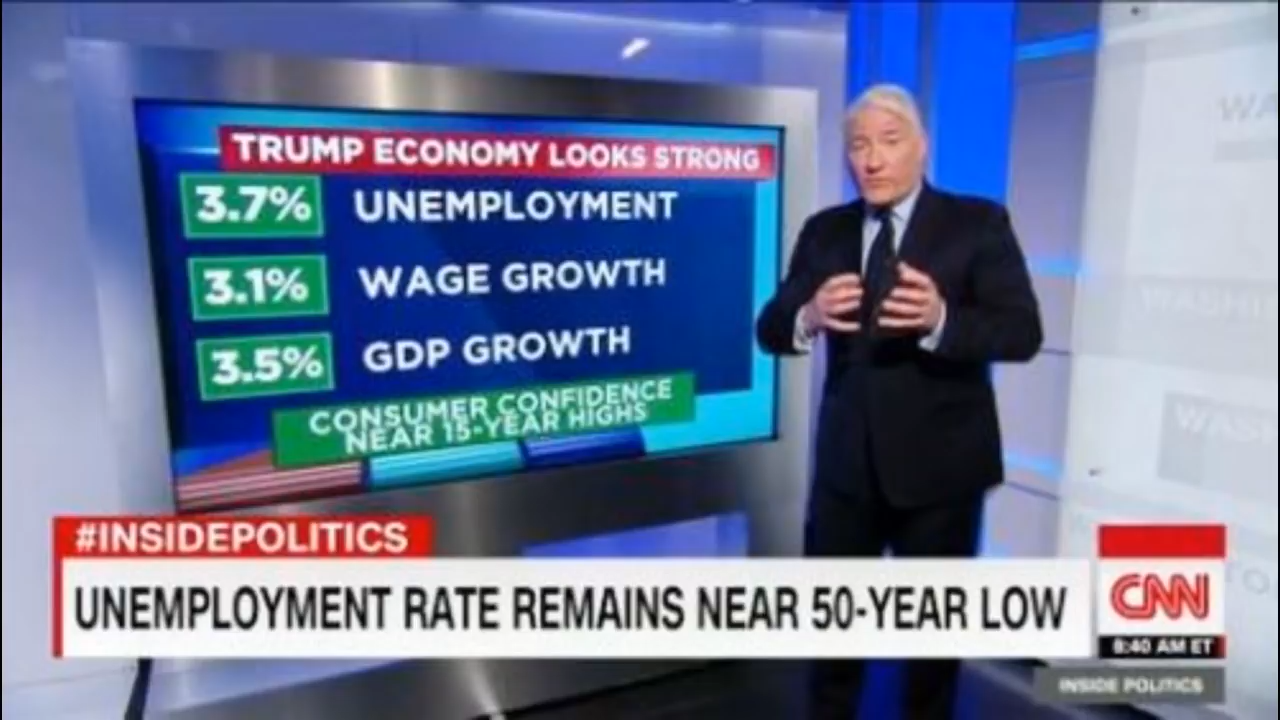 TRUMP ECONOMY LOOKS STRONG
3.7% UNEMPLOYMENT
3.1% WAGE GROWTH
3.5% GDP GROWTH
CONSUMER CONFIDENCE
NEAR 15-YEAR HIGHS
#INSIDEPOLITICS
UNEMPLOYMENT RATE REMAINS NEAR 50-YEAR LOW
CNN
8:40 AM ET
INSIDE POLITICS